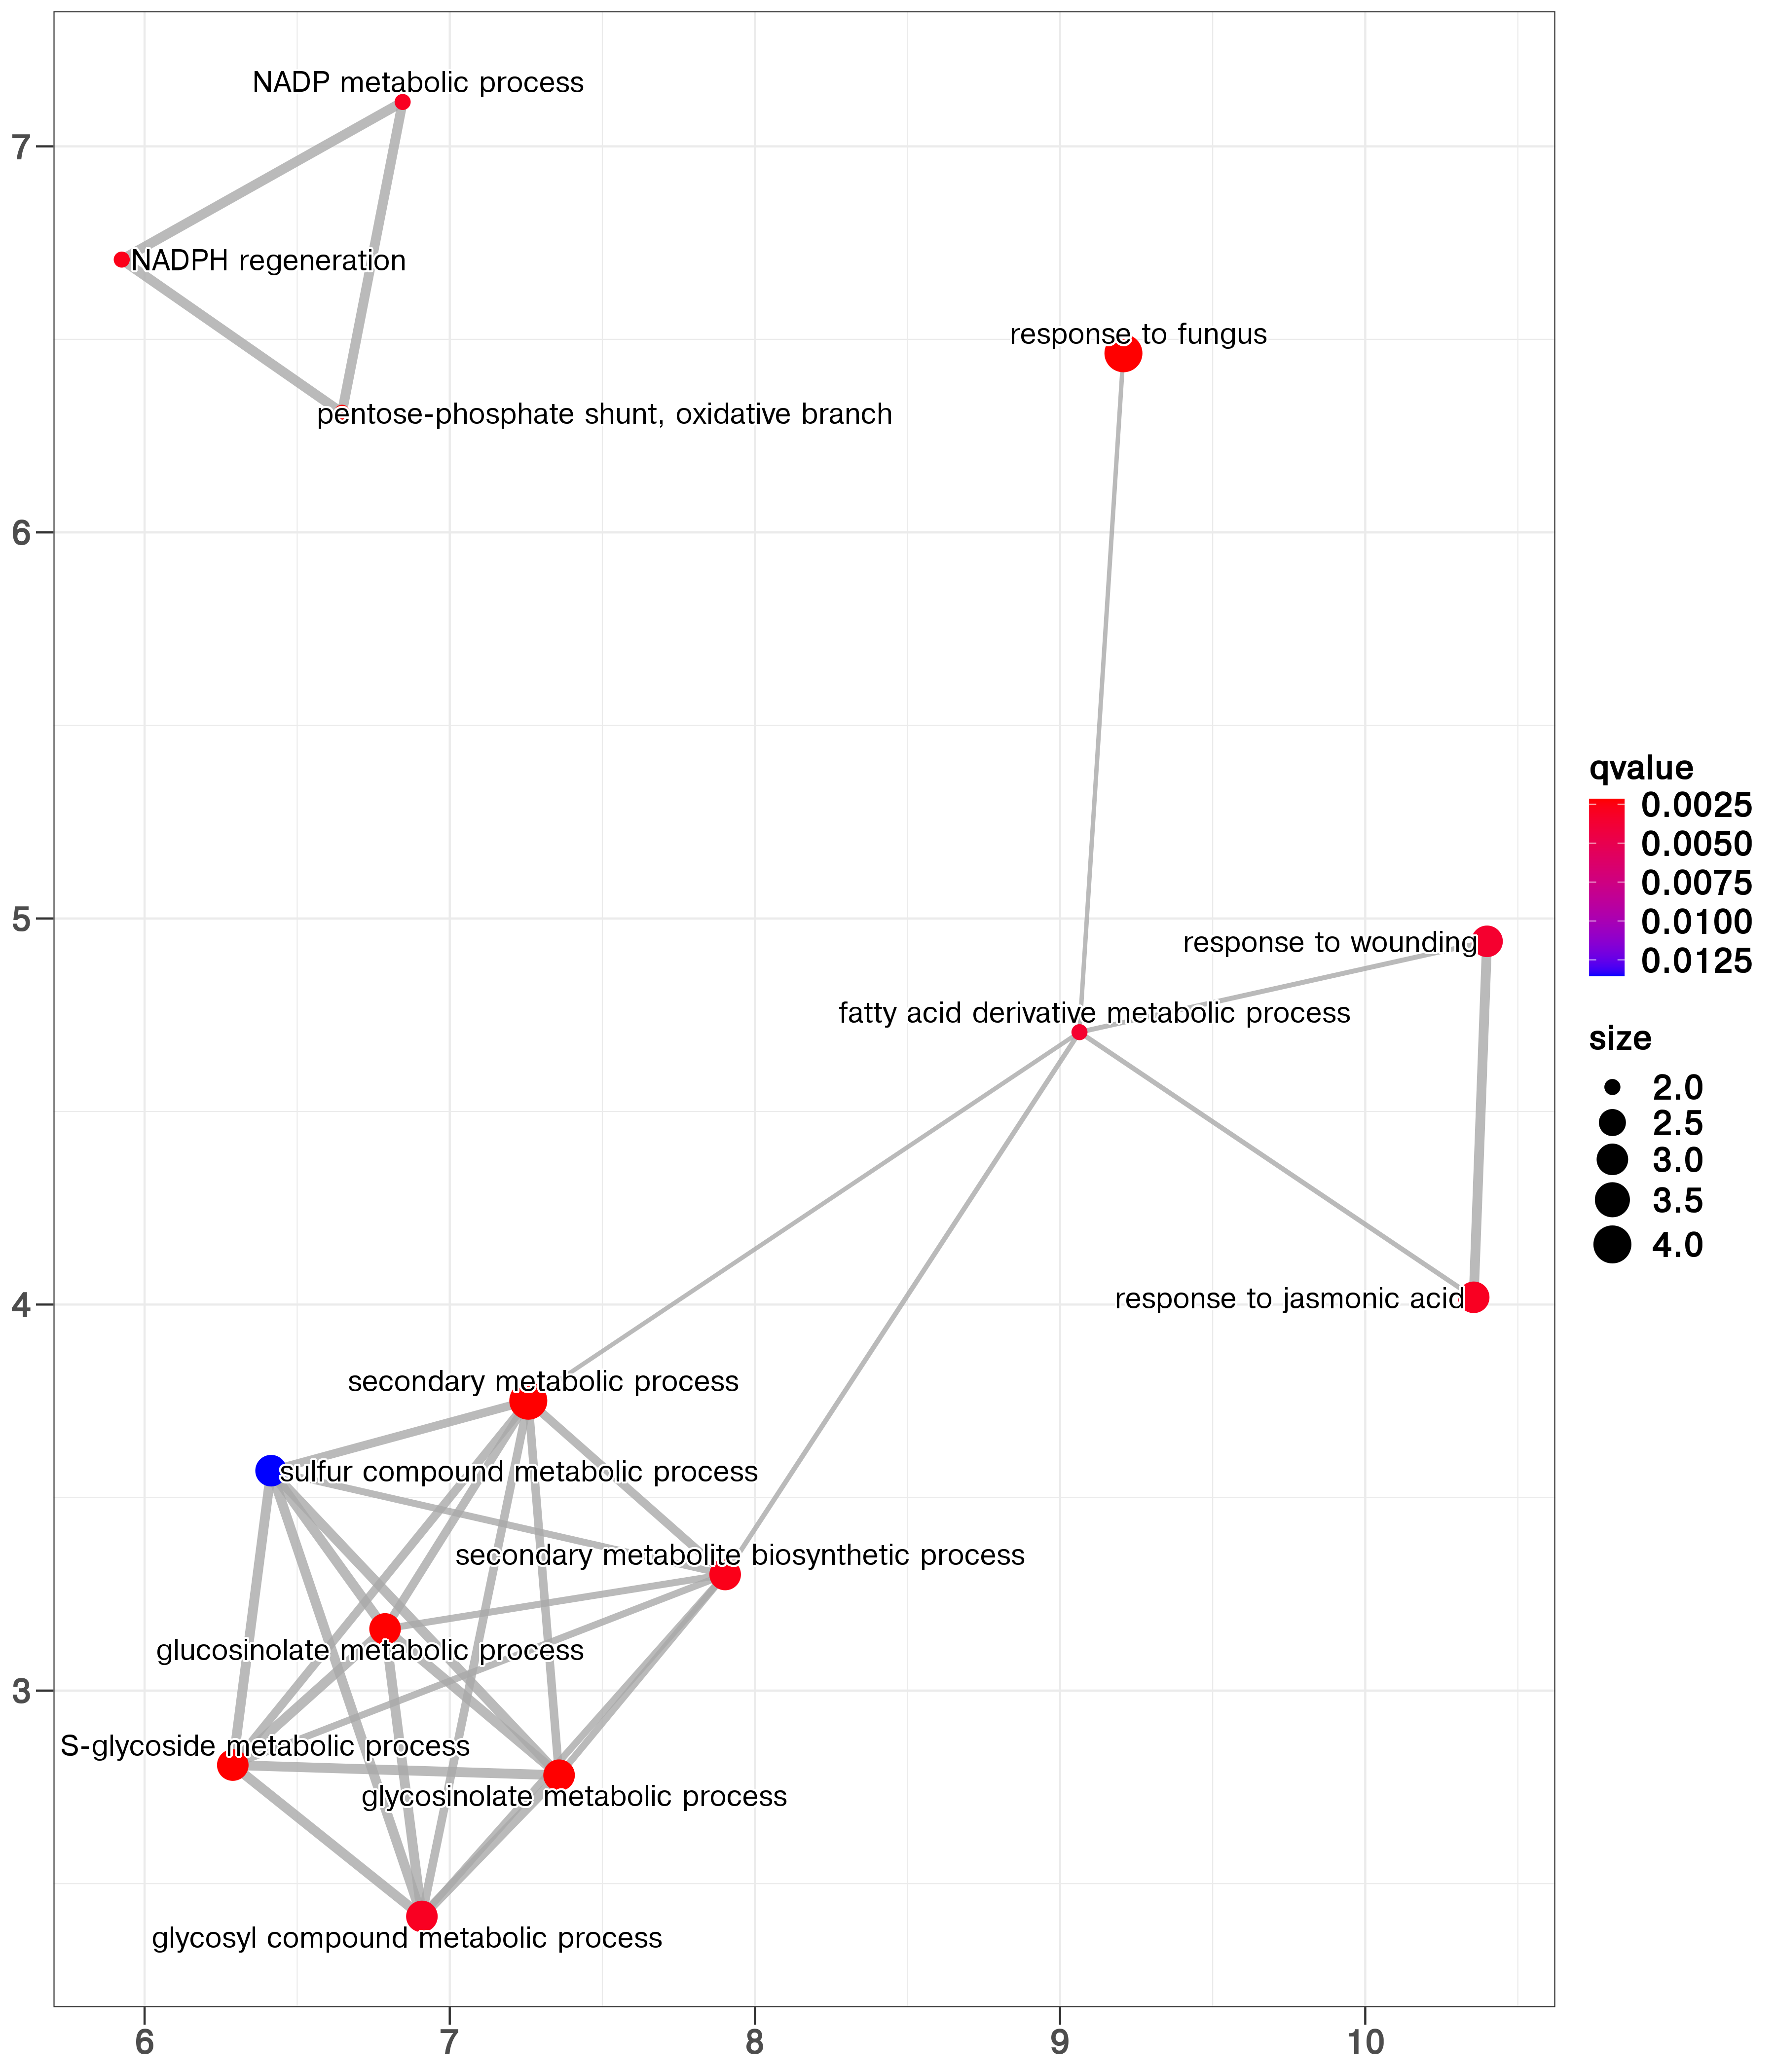 NADP metabolic process
7
NADPH regeneration
response to fungus
pentose-phosphate shunt, oxidative branch
6
qvalue
0.0025
0.0050
0.0075
0.0100
0.0125
5
response to wounding
fatty acid derivative metabolic process
size
2.0
2.5
3.0
3.5
4.0
4
response to jasmonic acid
secondary metabolic process
sulfur compound metabolic process
secondary metabolite biosynthetic process
glucosinolate metabolic process
3
S-glycoside metabolic process
glycosinolate metabolic process
glycosyl compound metabolic process
6 7 8 9 10